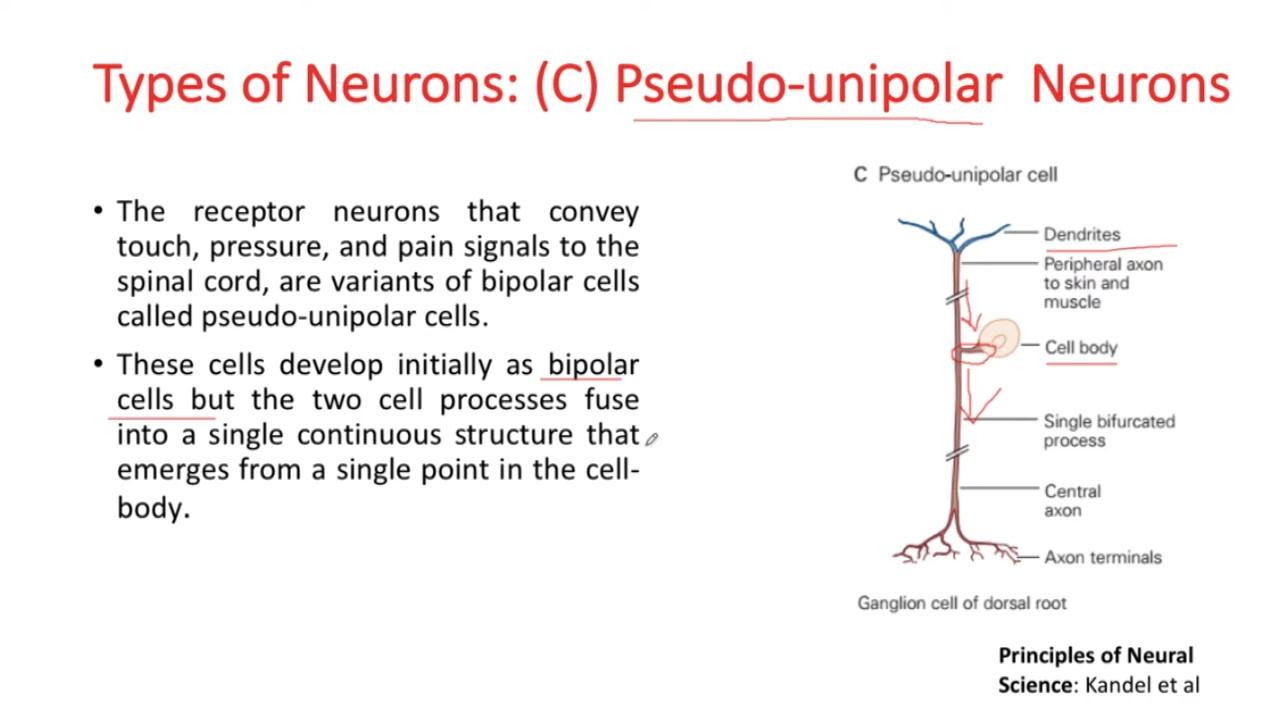 Types of Neurons: (C) Pseudo-unipolar Neurons
• The receptor neurons that convey
touch, pressure, and pain signals to the
spinal cord, are variants of bipolar cells
called pseudo-unipolar cells.
• These cells develop initially as bipolar
cells but the two cell processes fuse
into a single continuous structure that
emerges from a single point in the cell-
body.
C Pseudo-unipolar cell
Dendrites
Peripheral axon
to skin and
muscle
Cell body
Single bifurcated
process
Central
axon
Axon terminals
Ganglion cell of dorsal root
Principles of Neural
Science: Kandel et al